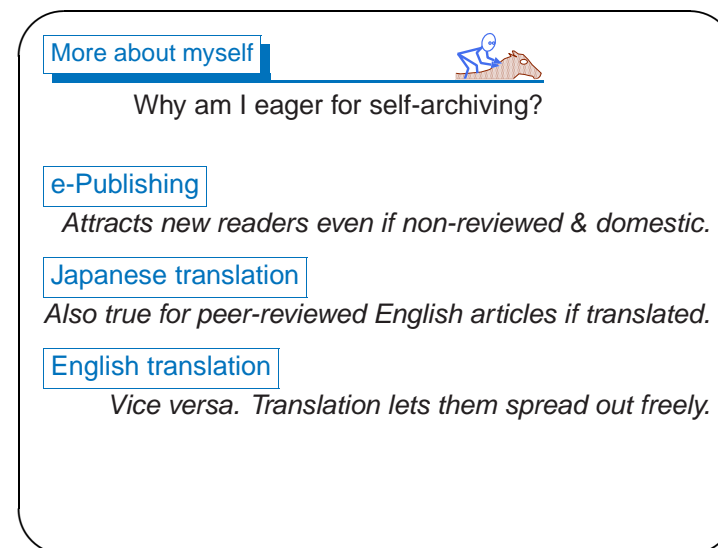 More about myself
Why am I eager for self-archiving?
e-Publishing
Attracts new readers even if non-reviewed & domestic.
Japanese translation
Also true for peer-reviewed English articles if translated.
English translation
Vice versa. Translation lets them spread out freely.